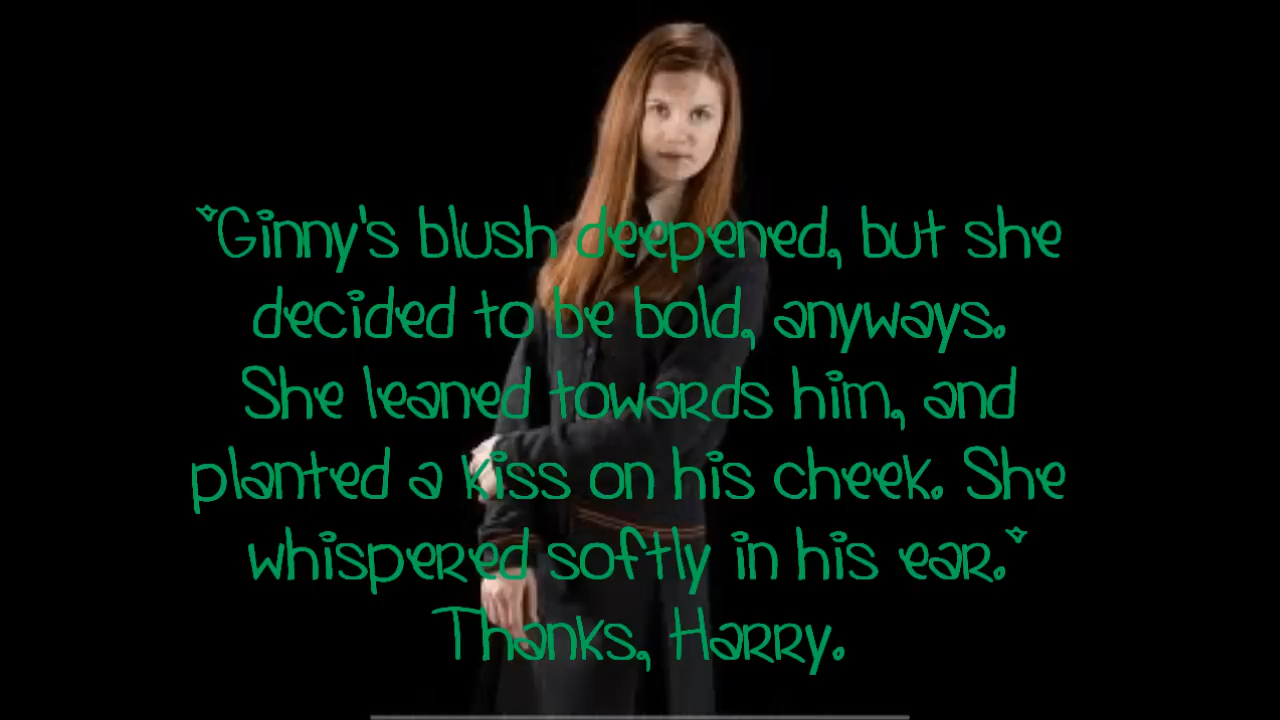 *Ginny's blush deepened, but she
decided to be bold, anyways.
She leaned towards him, and
planted a kiss on his cheek. She
whispered softly in his ear.*
Thanks, Harry.